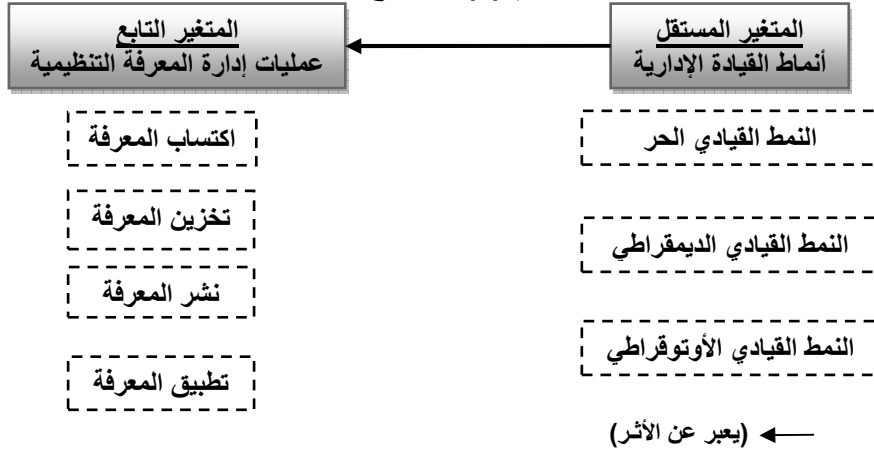 المتغير المستقل
أنماط القيادة الإدارية
النمط القيادي الحر
النمط القيادي الديمقراطي
النمط القيادي الأوتوقراطي
المتغير التابع
عمليات إدارة المعرفة التنظيمية
اكتساب المعرفة
تخزين المعرفة
نشر المعرفة
تطبيق المعرفة
(يعبر عن الأثر)